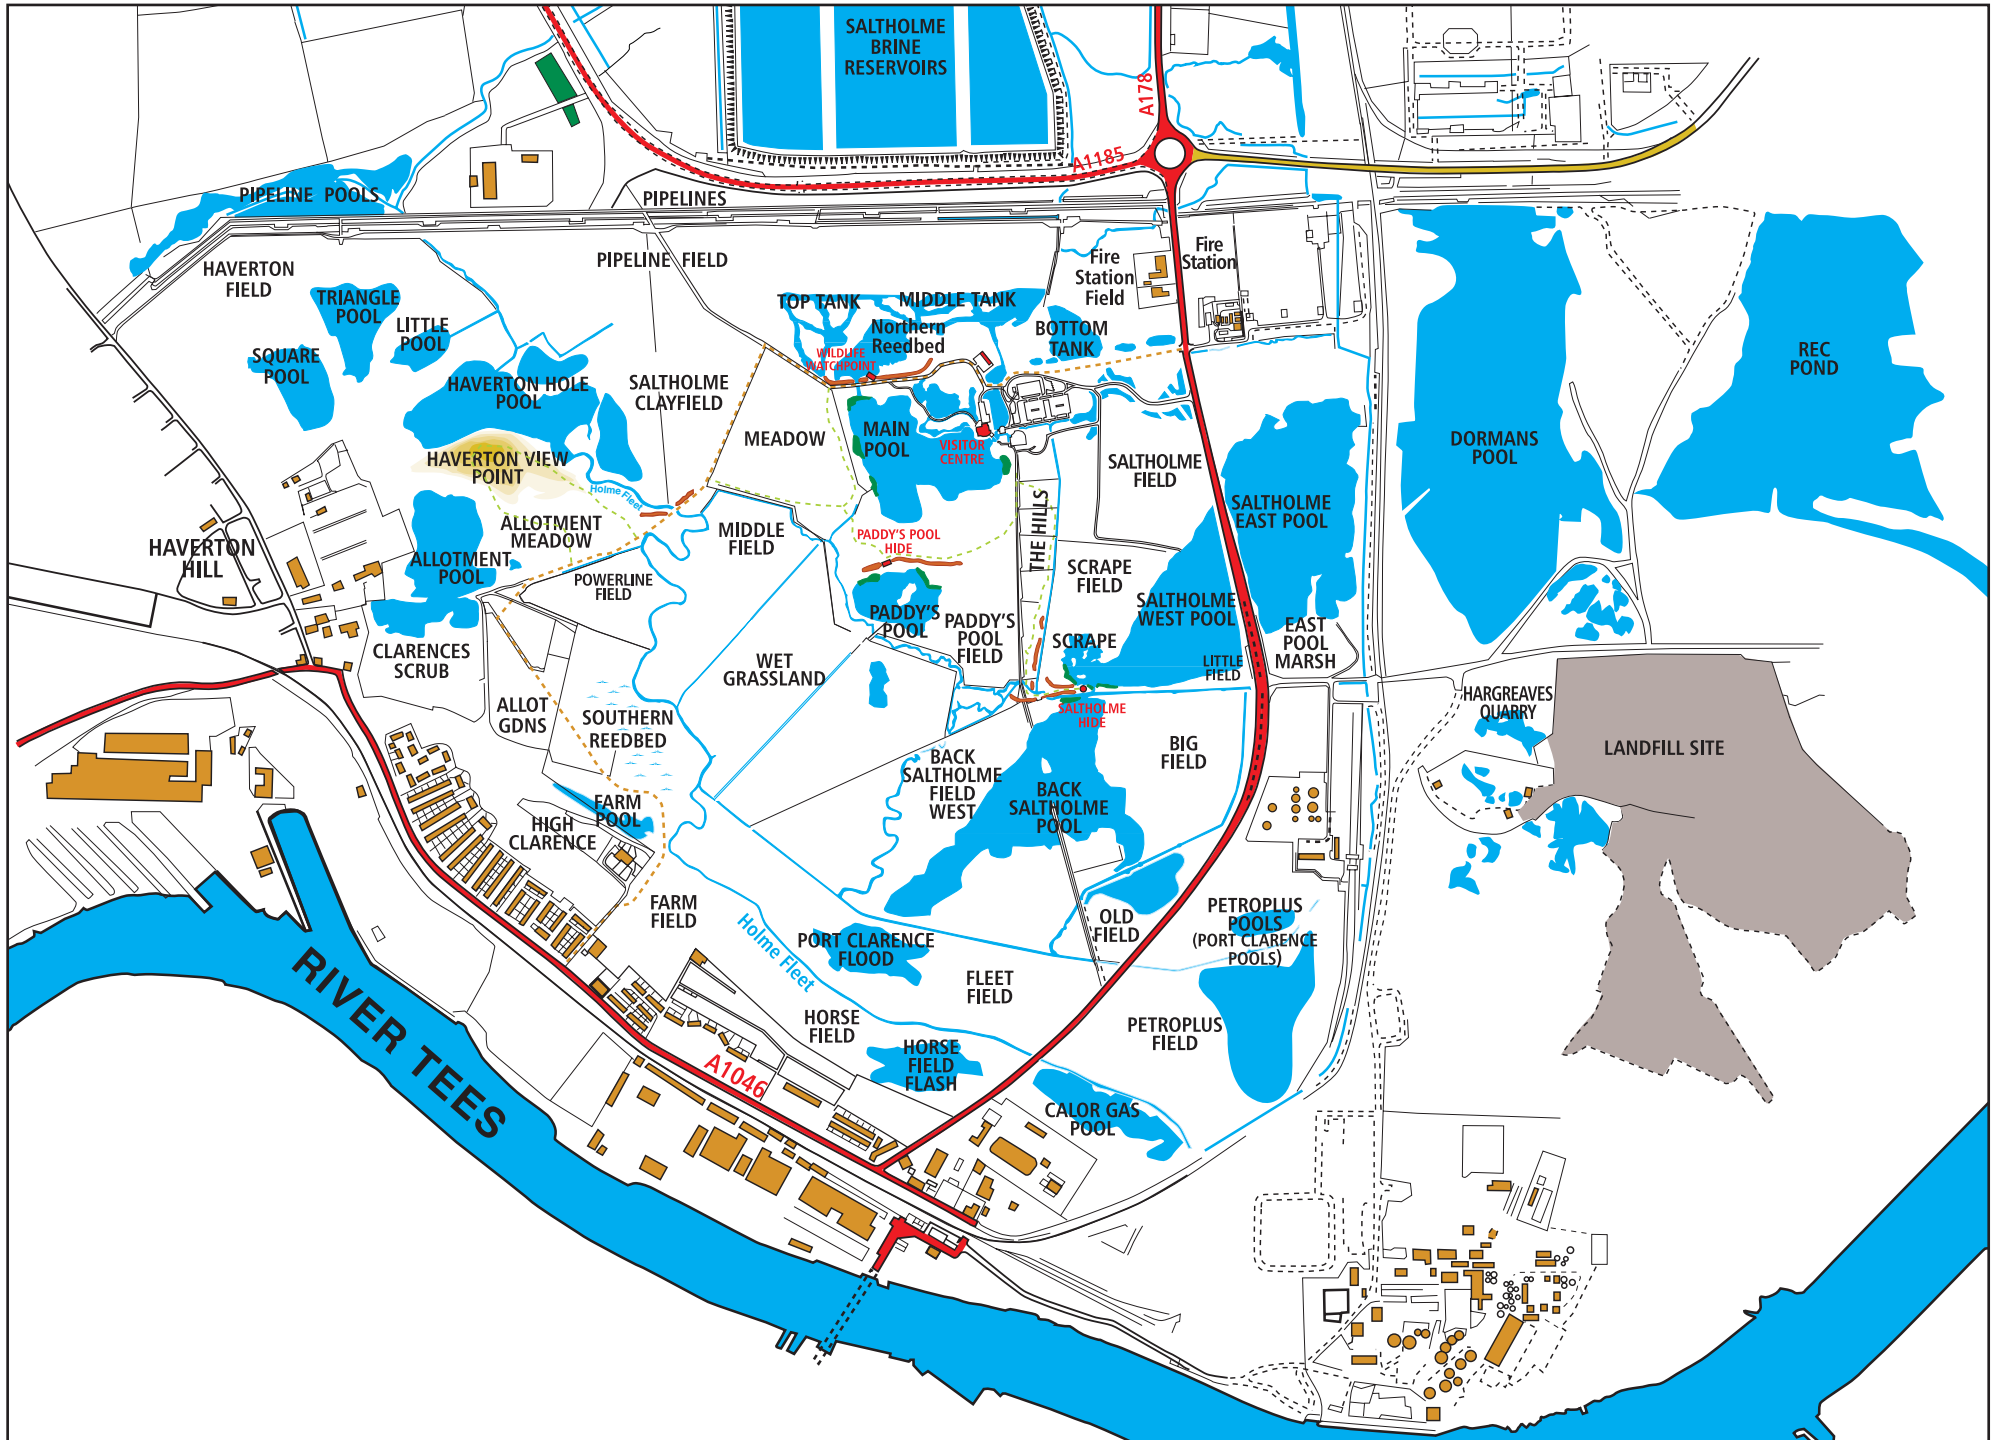 SALTHOLME
BRINE
RESERVOIRS
A178
A1185
PIPELINE POOLS
PIPELINES
HAVERTON
FIELD
PIPELINE FIELD
Fire
Station
Field
Fire
Station
TRIANGLE
POOL
LITTLE
POOL
SQUARE
POOL
TOP TANK
MIDDLE TANK
Northern
Reedbed
BOTTOM
TANK
WILDLIFE
WATCHPOINT
REC
POND
HAVERTON HOLE
POOL
SALTHOLME
CLAYFIELD
MEADOW
MAIN
POOL
VISITOR
CENTRE
SALTHOLME
FIELD
DORMANS
POOL
HAVERTON VIEW
POINT
Holme Fleet
SALTHOLME
EAST POOL
THE HILLS
ALLOTMENT
MEADOW
MIDDLE
FIELD
PADDY'S POOL
HIDE
HAVERTON
HILL
ALLOTMENT
POOL
POWERLINE
FIELD
SCRAPE
FIELD
SALTHOLME
WEST POOL
PADDY'S
POOL
PADDY'S
POOL
FIELD
SCRAPE
EAST
POOL
MARSH
CLARENCES
SCRUB
WET
GRASSLAND
LITTLE
FIELD
ALLOT
GDNS
SOUTHERN
REEDBED
SALTHOLME
HIDE
HARGREAVES
QUARRY
LANDFILL SITE
BIG
FIELD
BACK
SALTHOLME
FIELD
WEST
BACK
SALTHOLME
POOL
FARM
POOL
HIGH
CLARENCE
FARM
FIELD
Holme Fleet
PORT CLARENCE
FLOOD
OLD
FIELD
PETROPLUS
POOLS
(PORT CLARENCE
POOLS)
FLEET
FIELD
RIVER TEES
HORSE
FIELD
PETROPLUS
FIELD
HORSE
FIELD
FLASH
A1046
CALOR GAS
POOL